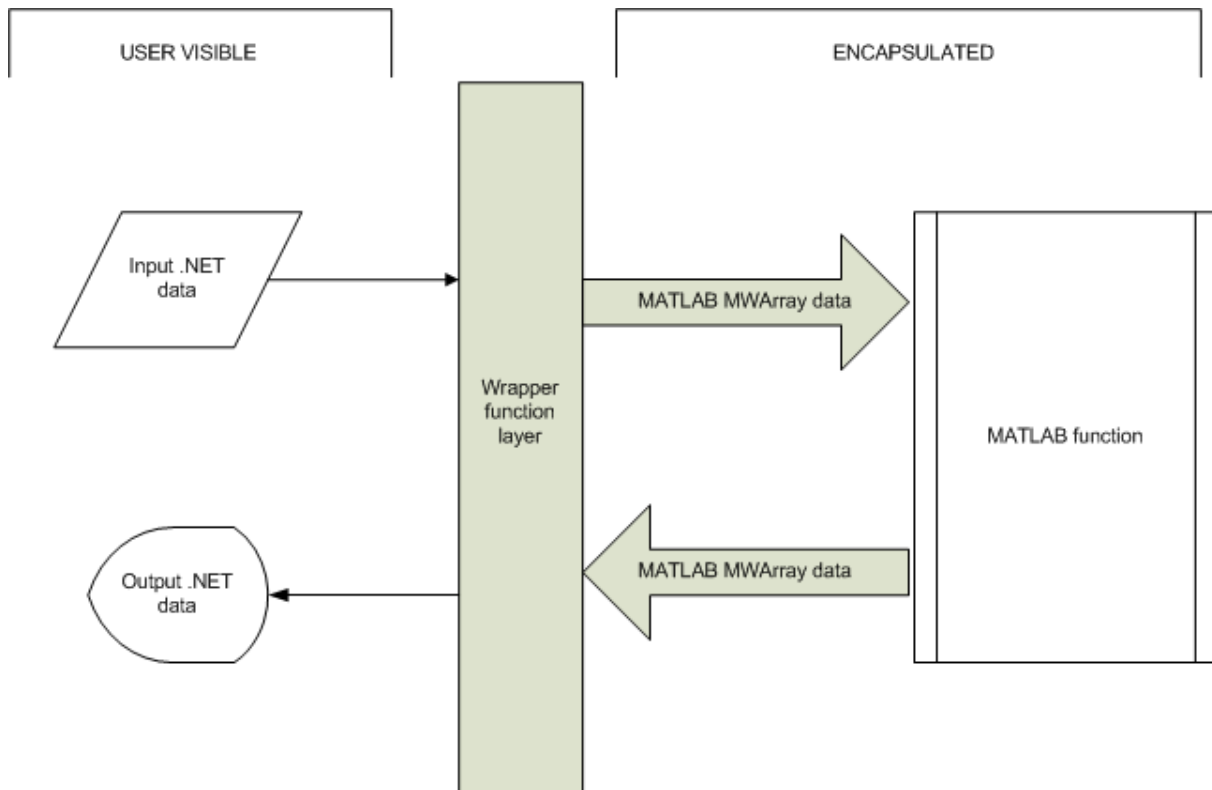 USER VISIBLE
ENCAPSULATED
Input .NET
data
MATLAB MWArray data
Wrapper
function
layer
MATLAB function
Output .NET
data
MATLAB MWArray data